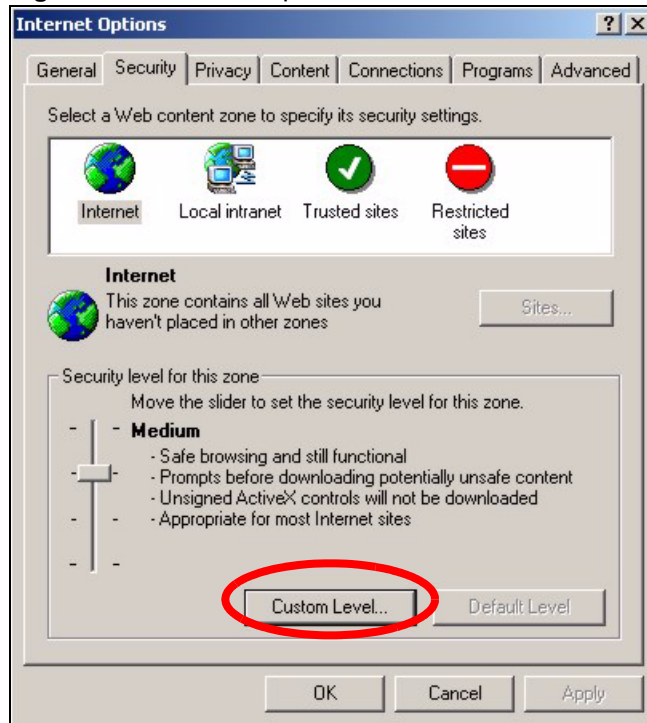 Internet Options
General Security Privacy Content Connections Programs Advanced
Select a Web content zone to specify its security settings.
Internet Local intranet Trusted sites Restricted
sites
Internet
This zone contains all Web sites you
haven't placed in other zones
Sites...
Security level for this zone
Move the slider to set the security level for this zone.
Medium
- Safe browsing and still functional
- Prompts before downloading potentially unsafe content
- Unsigned ActiveX controls will not be downloaded
- Appropriate for most Internet sites
Custom Level... Default Level
OK Cancel Apply